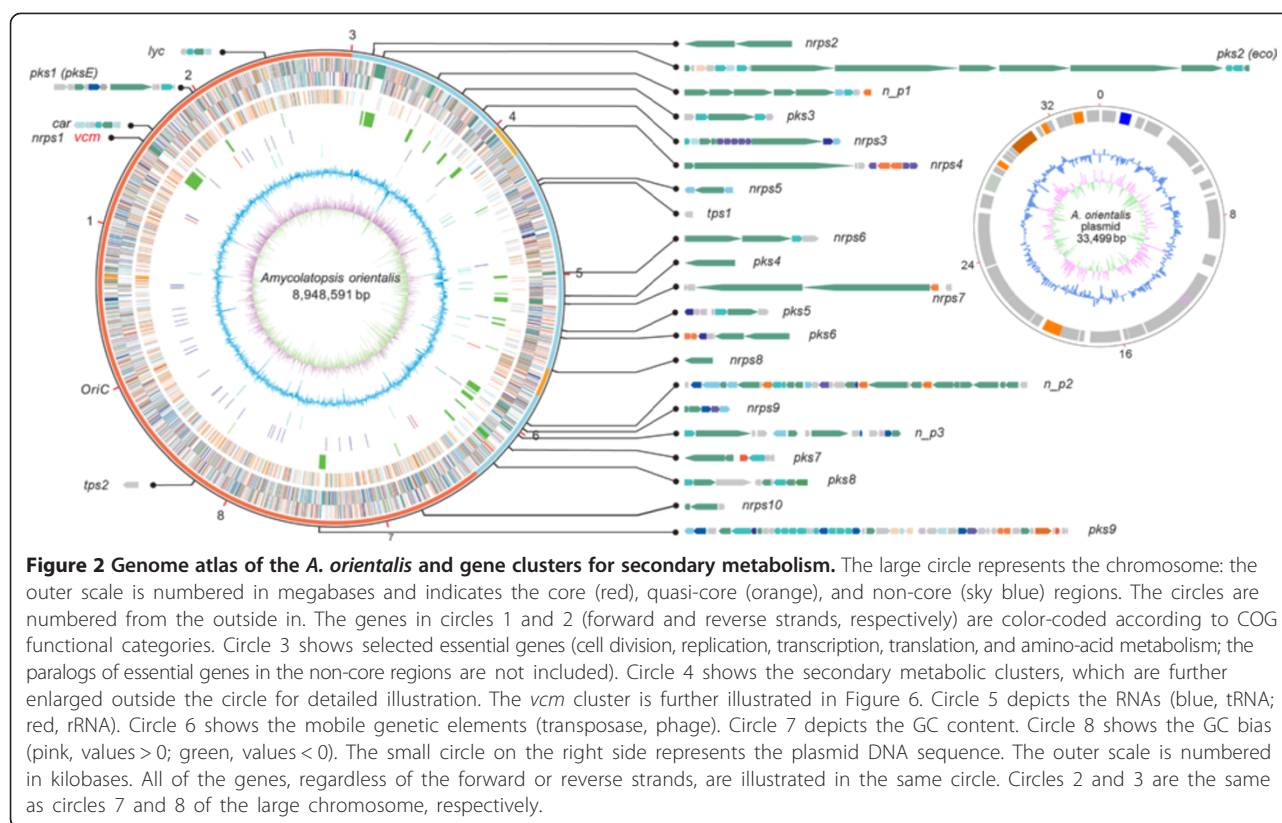 lyc
pks1 (pksE)
car
nrps1 vcm
tps2
OriC
1
2
3
4
5
6
7
8
Amycolatopsis orientalis
8,948,591 bp
nrps2
pks2 (eco)
n_p1
pks3
nrps3
nrps4
nrps5
tps1
nrps6
pks4
nrps7
pks5
pks6
nrps8
n_p2
nrps9
n_p3
pks7
pks8
nrps10
pks9
0
8
16
24
32
A. orientalis
plasmid
33,499 bp
Figure 2 Genome atlas of the A. orientalis and gene clusters for secondary metabolism. The large circle represents the chromosome: the
outer scale is numbered in megabases and indicates the core (red), quasi-core (orange), and non-core (sky blue) regions. The circles are
numbered from the outside in. The genes in circles 1 and 2 (forward and reverse strands, respectively) are color-coded according to COG
functional categories. Circle 3 shows selected essential genes (cell division, replication, transcription, translation, and amino-acid metabolism; the
paralogs of essential genes in the non-core regions are not included). Circle 4 shows the secondary metabolic clusters, which are further
enlarged outside the circle for detailed illustration. The vcm cluster is further illustrated in Figure 6. Circle 5 depicts the RNAs (blue, tRNA;
red, rRNA). Circle 6 shows the mobile genetic elements (transposase, phage). Circle 7 depicts the GC content. Circle 8 shows the GC bias
(pink, values > 0; green, values < 0). The small circle on the right side represents the plasmid DNA sequence. The outer scale is numbered
in kilobases. All of the genes, regardless of the forward or reverse strands, are illustrated in the same circle. Circles 2 and 3 are the same
as circles 7 and 8 of the large chromosome, respectively.